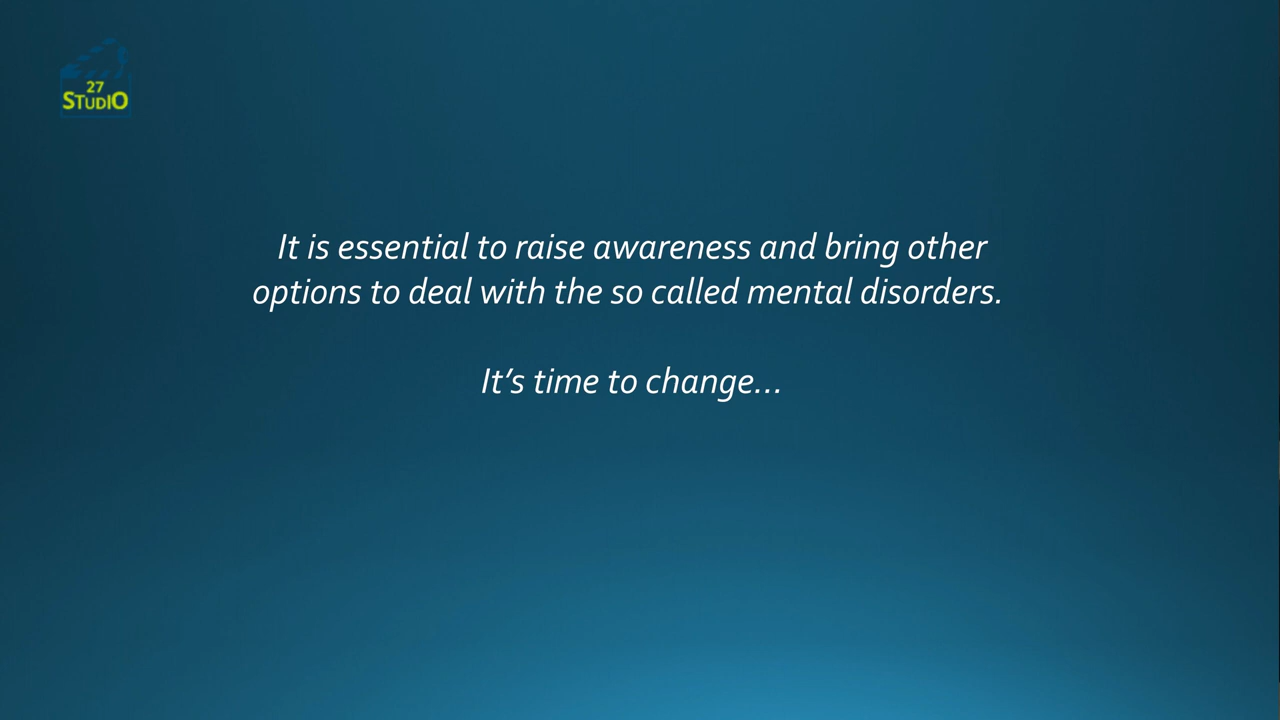 27
STUDIO
It is essential to raise awareness and bring other
options to deal with the so called mental disorders.
It’s time to change…